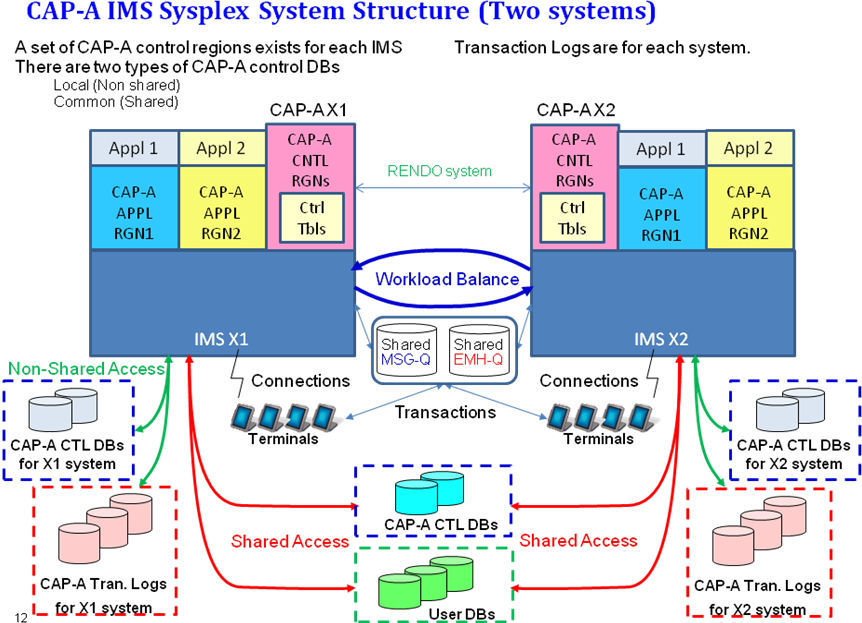 CAP-A IMS Sysplex System Structure (Two systems)
A set of CAP-A control regions exists for each IMS
Transaction Logs are for each system.
There are two types of CAP-A control DBs
Local (Non shared)
Common (Shared)
CAP-A X1
CAP-A X2
Appl 1
Appl 2
CAP-A
CNTL
RGNs
Ctrl
Tbls
CAP-A
APPL
RGN1
CAP-A
APPL
RGN2
RENDO system
CAP-A
CNTL
RGNs
Ctrl
Tbls
Appl 1
Appl 2
CAP-A
APPL
RGN1
CAP-A
APPL
RGN2
Workload Balance
IMS X1
Shared
MSG-Q
Shared
EMH-Q
IMS X2
Non-Shared Access
Connections
Connections
Transactions
Terminals
Terminals
CAP-A CTL DBs
for X1 system
CAP-A CTL DBs
for X2 system
CAP-A CTL DBs
Shared Access
Shared Access
CAP-A Tran. Logs
for X1 system
User DBs
CAP-A Tran. Logs
for X2 system
12